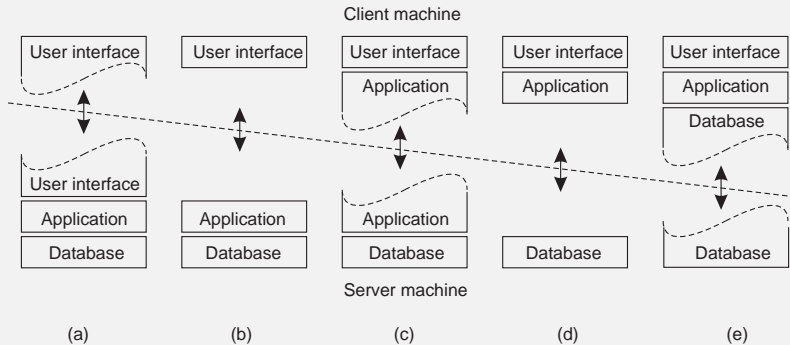 Client machine
User interface
User interface
User interface
User interface
User interface
Application
Application
Application
Database
User interface
Application
Application
Application
Database
Database
Database
Database
Database
Server machine
(a)
(b)
(c)
(d)
(e)